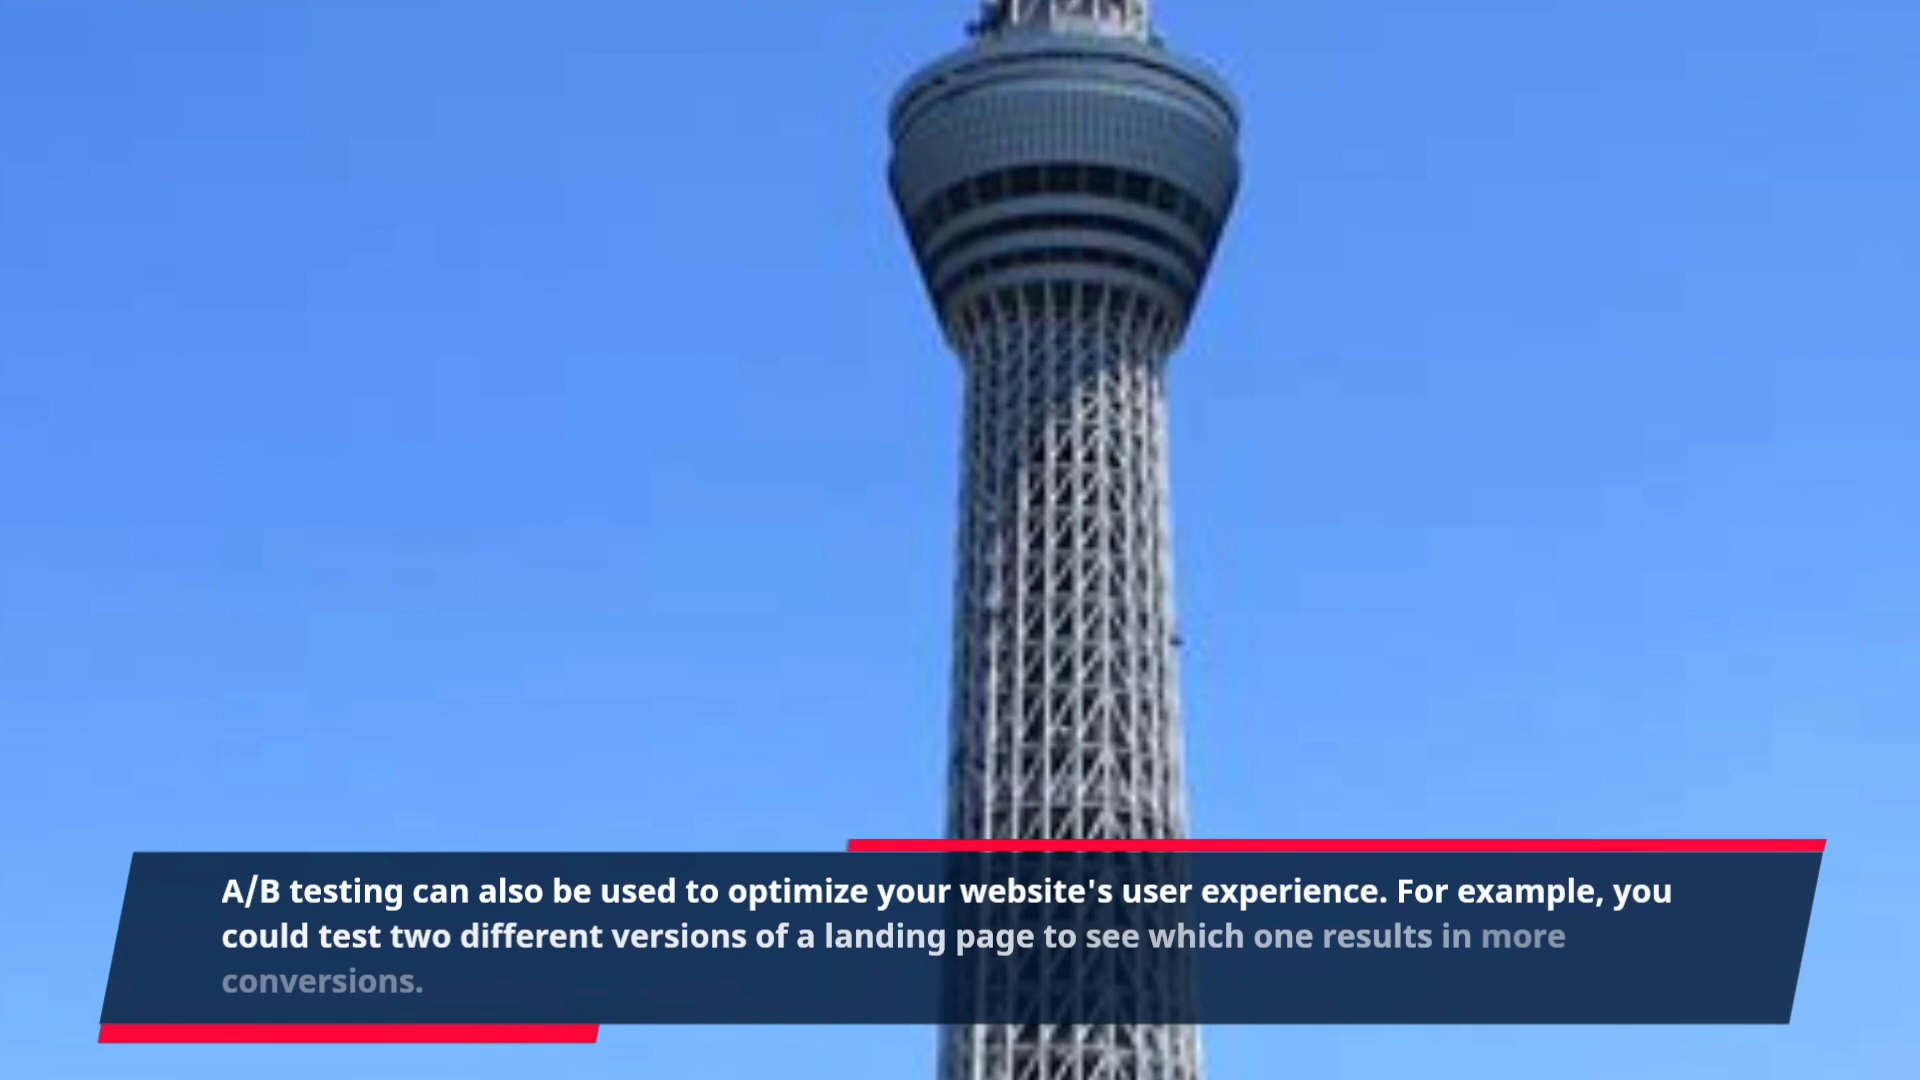 A/B testing can also be used to optimize your website's user experience. For example, you
could test two different versions of a landing page to see which one results in more
conversions.